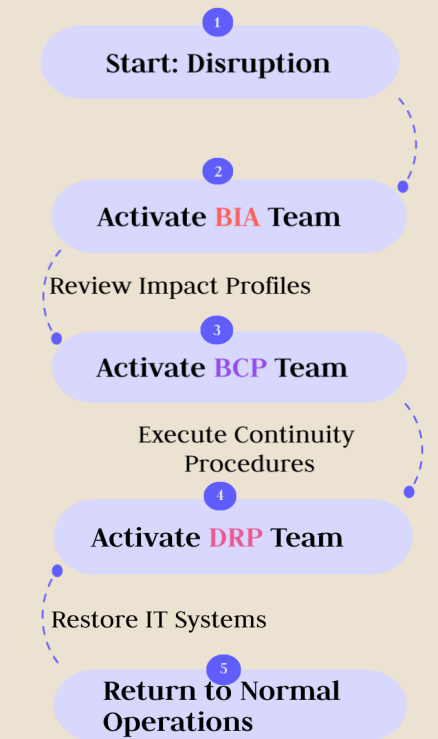 1
Start: Disruption
2
Activate BIA Team
Review Impact Profiles
3
Activate BCP Team
Execute Continuity
Procedures
4
Activate DRP Team
Restore IT Systems
5
Return to Normal
Operations